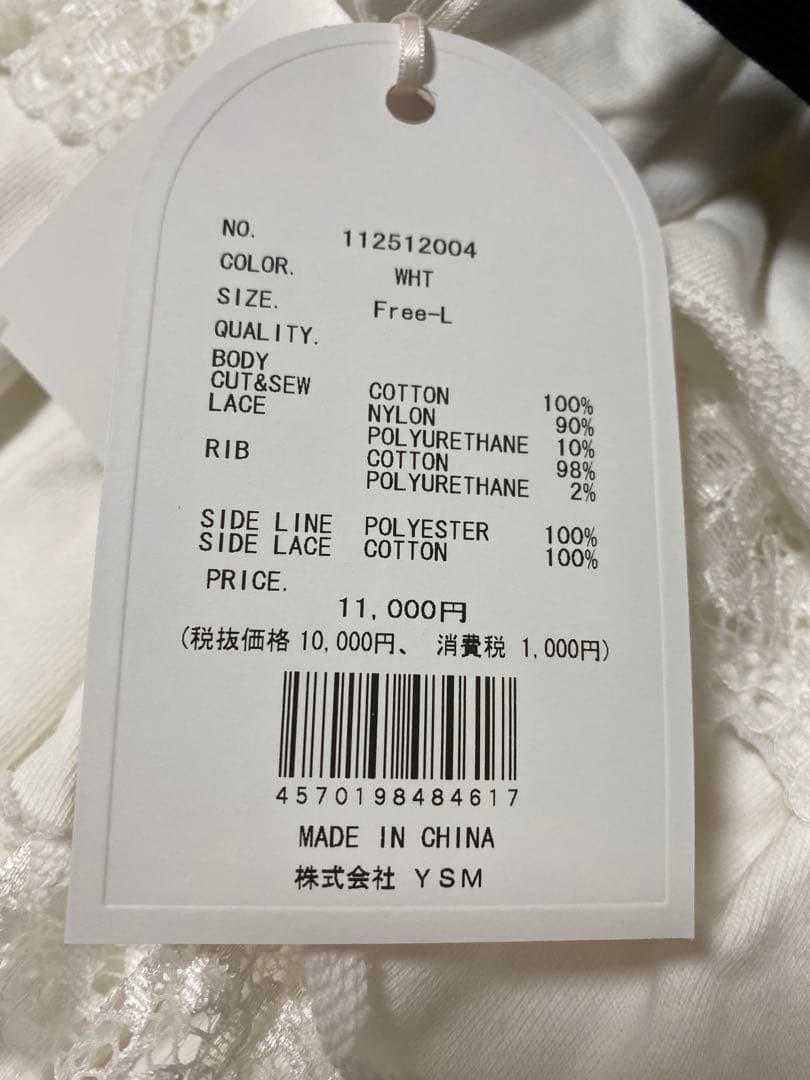 NO. 112512004
COLOR. WHT
SIZE. Free-L
QUALITY.
BODY
CUT&SEW COTTON 100%
LACE NYLON 90%
POLYURETHANE 10%
RIB COTTON 98%
POLYURETHANE 2%
SIDE LINE POLYESTER 100%
SIDE LACE COTTON 100%
PRICE.
11,000円
(税抜価格 10,000円、 消費税 1,000円)
4570198484617
MADE IN CHINA
株式会社 YSM